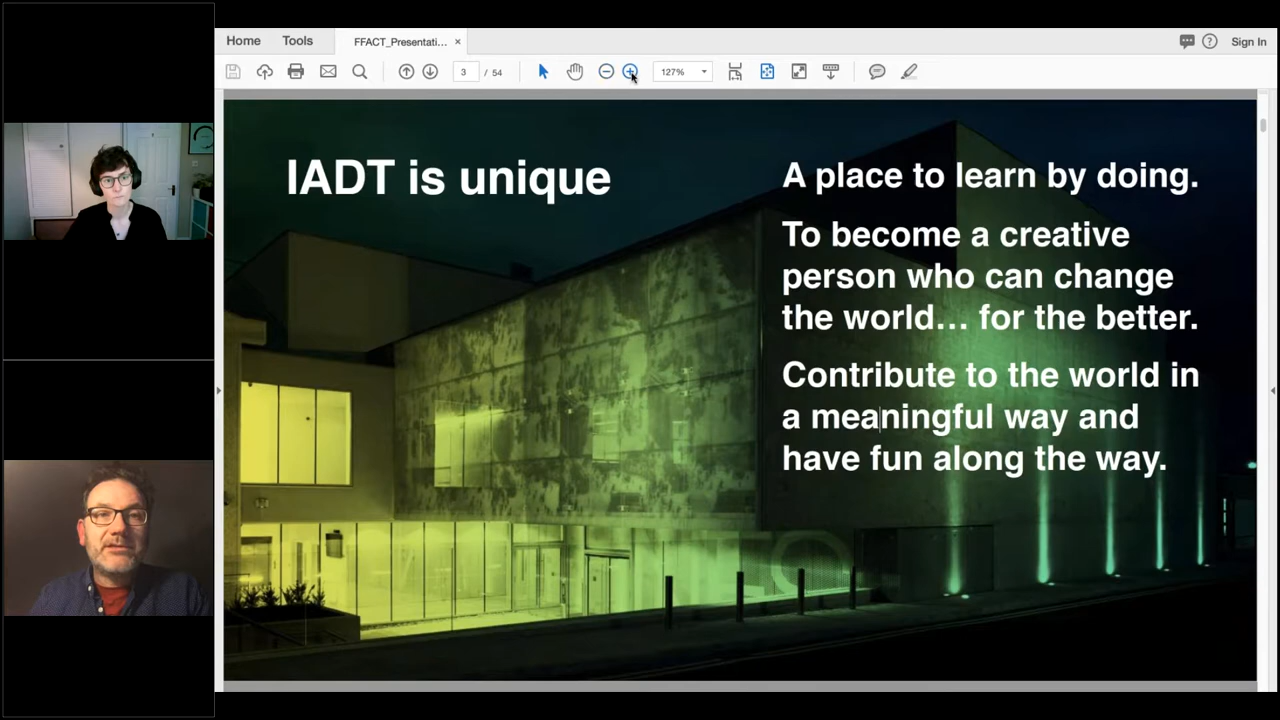 Home
Tools
FFACT_Presentati...
Sign In
3 / 54
127%
IADT is unique
A place to learn by doing.
To become a creative
person who can change
the world... for the better.
Contribute to the world in
a meaningful way and
have fun along the way.